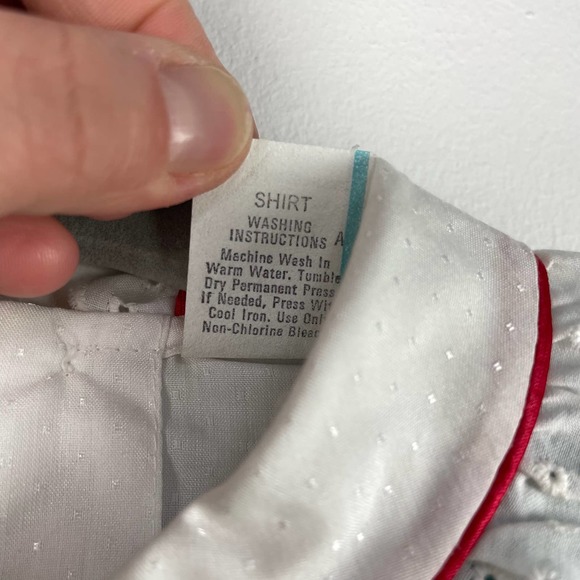 SHIRT
WASHING
INSTRUCTIONS A
Machine Wash In
Warm Water. Tumble
Dry Permanent Press
If Needed, Press
Cool Iron. Use
Non-Chlorine